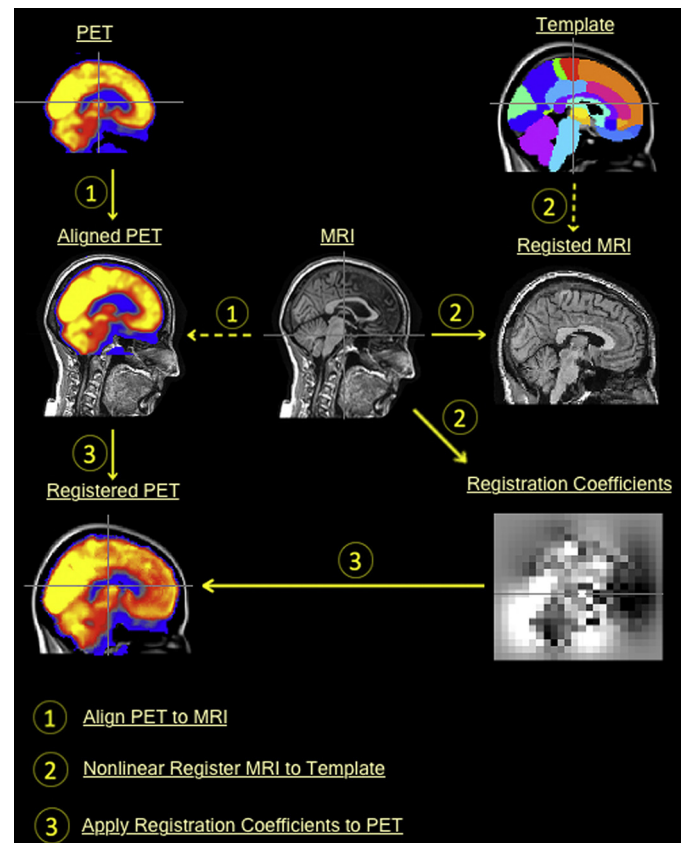 PET
Template
1
2
Aligned PET
MRI
Registed MRI
1
2
2
3
Registered PET
Registration Coefficients
3
1 Align PET to MRI
2 Nonlinear Register MRI to Template
3 Apply Registration Coefficients to PET